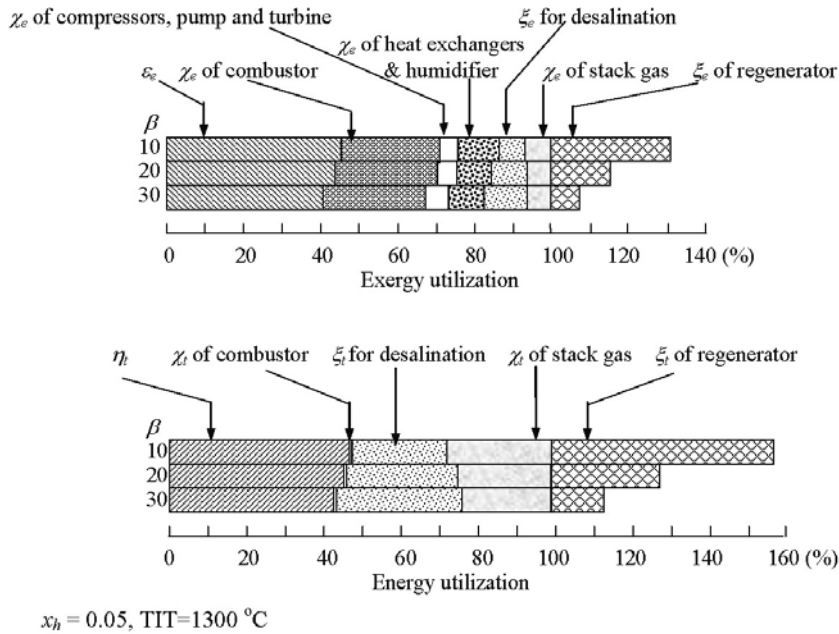 χe of compressors, pump and turbine
ξe for desalination
χe of heat exchangers & humidifier
εe
χe of combustor
χe of stack gas
ξe of regenerator
β
10
20
30
0 20 40 60 80 100 120 140 (%)
Exergy utilization
ηt
χt of combustor
ξt for desalination
χt of stack gas
ξt of regenerator
β
10
20
30
0 20 40 60 80 100 120 140 160 (%)
Energy utilization
xh = 0.05, TIT=1300 °C